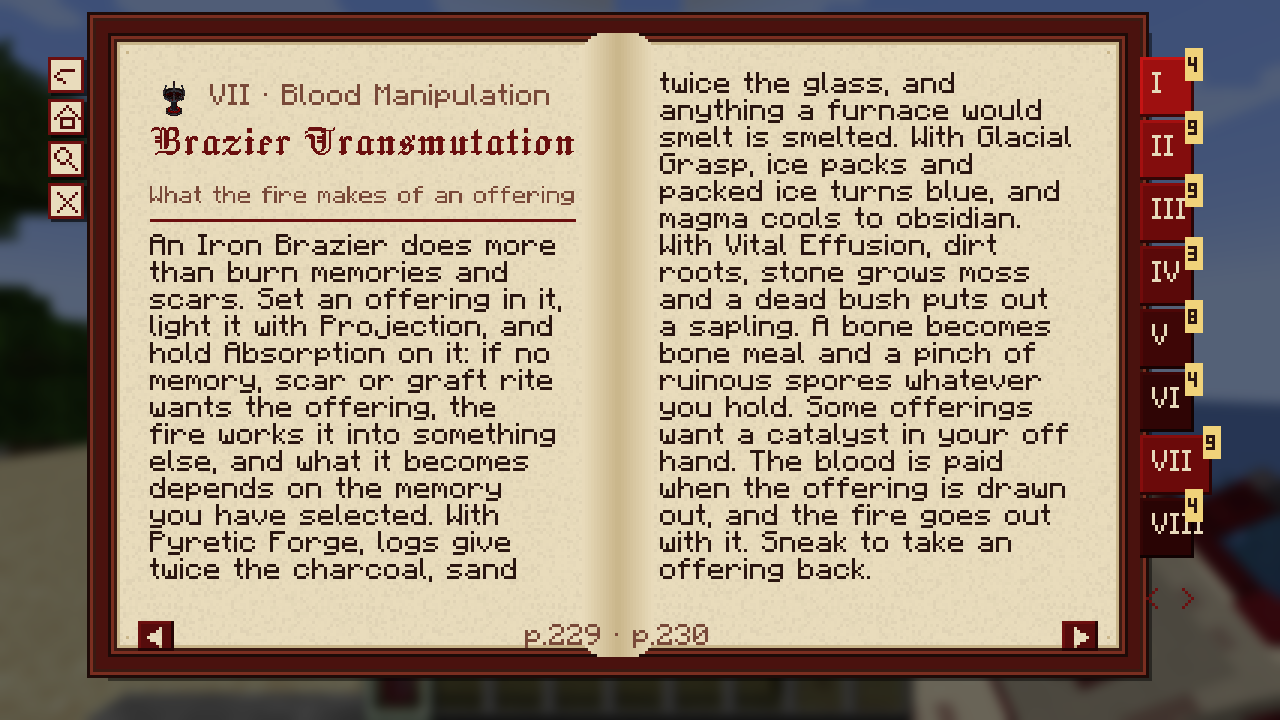 VII · Blood Manipulation
Brazier Transmutation
What the fire makes of an offering
An Iron Brazier does more
than burn memories and
scars. Set an offering in it,
light it with Projection, and
hold Absorption on it: if no
memory, scar or graft rite
wants the offering, the
fire works it into something
else, and what it becomes
depends on the memory
you have selected. With
Pyretic Forge, logs give
twice the charcoal, sand
twice the glass, and
anything a furnace would
smelt is smelted. With Glacial
Grasp, ice packs and
packed ice turns blue, and
magma cools to obsidian.
With Vital Effusion, dirt
roots, stone grows moss
and a dead bush puts out
a sapling. A bone becomes
bone meal and a pinch of
ruinous spores whatever
you hold. Some offerings
want a catalyst in your off
hand. The blood is paid
when the offering is drawn
out, and the fire goes out
with it. Sneak to take an
offering back.
p.229 · p.230
I 4
II 9
III 9
IV 3
V 8
VI 4
VII 9
VIII 4